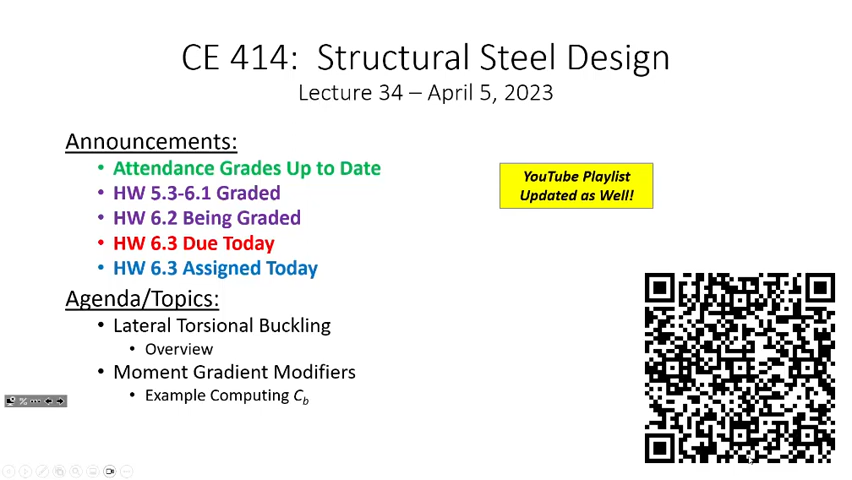 CE 414: Structural Steel Design
Lecture 34 – April 5, 2023
Announcements:
• Attendance Grades Up to Date
• HW 5.3-6.1 Graded
• HW 6.2 Being Graded
• HW 6.3 Due Today
• HW 6.3 Assigned Today
YouTube Playlist
Updated as Well!
Agenda/Topics:
• Lateral Torsional Buckling
• Overview
• Moment Gradient Modifiers
• Example Computing Cb